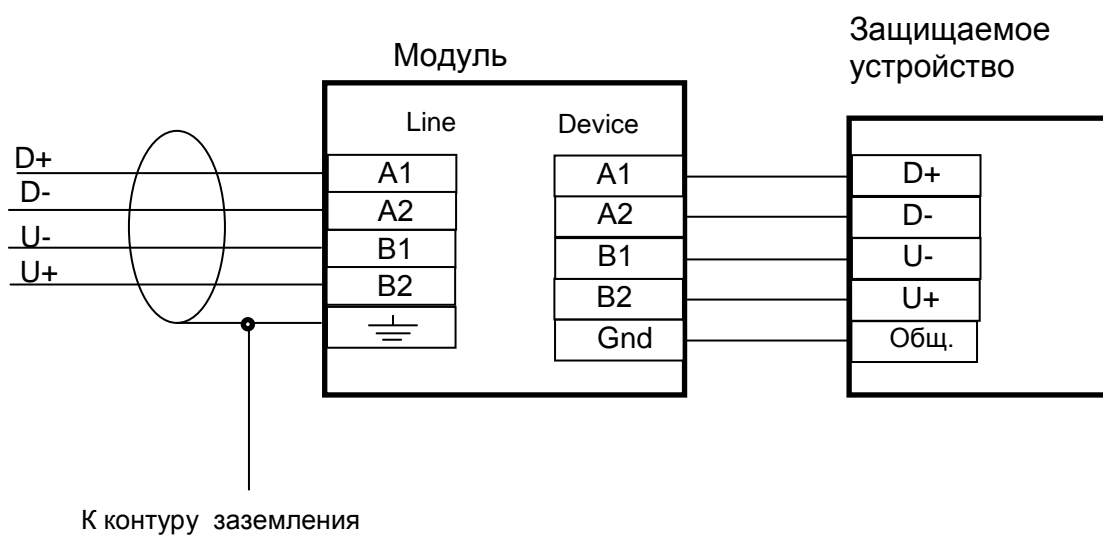 Защищаемое
устройство
Модуль
Line
Device
D+
A1
A1
D+
D-
A2
A2
D-
U-
B1
B1
U-
U+
B2
B2
U+
Gnd
Общ.
К контуру заземления